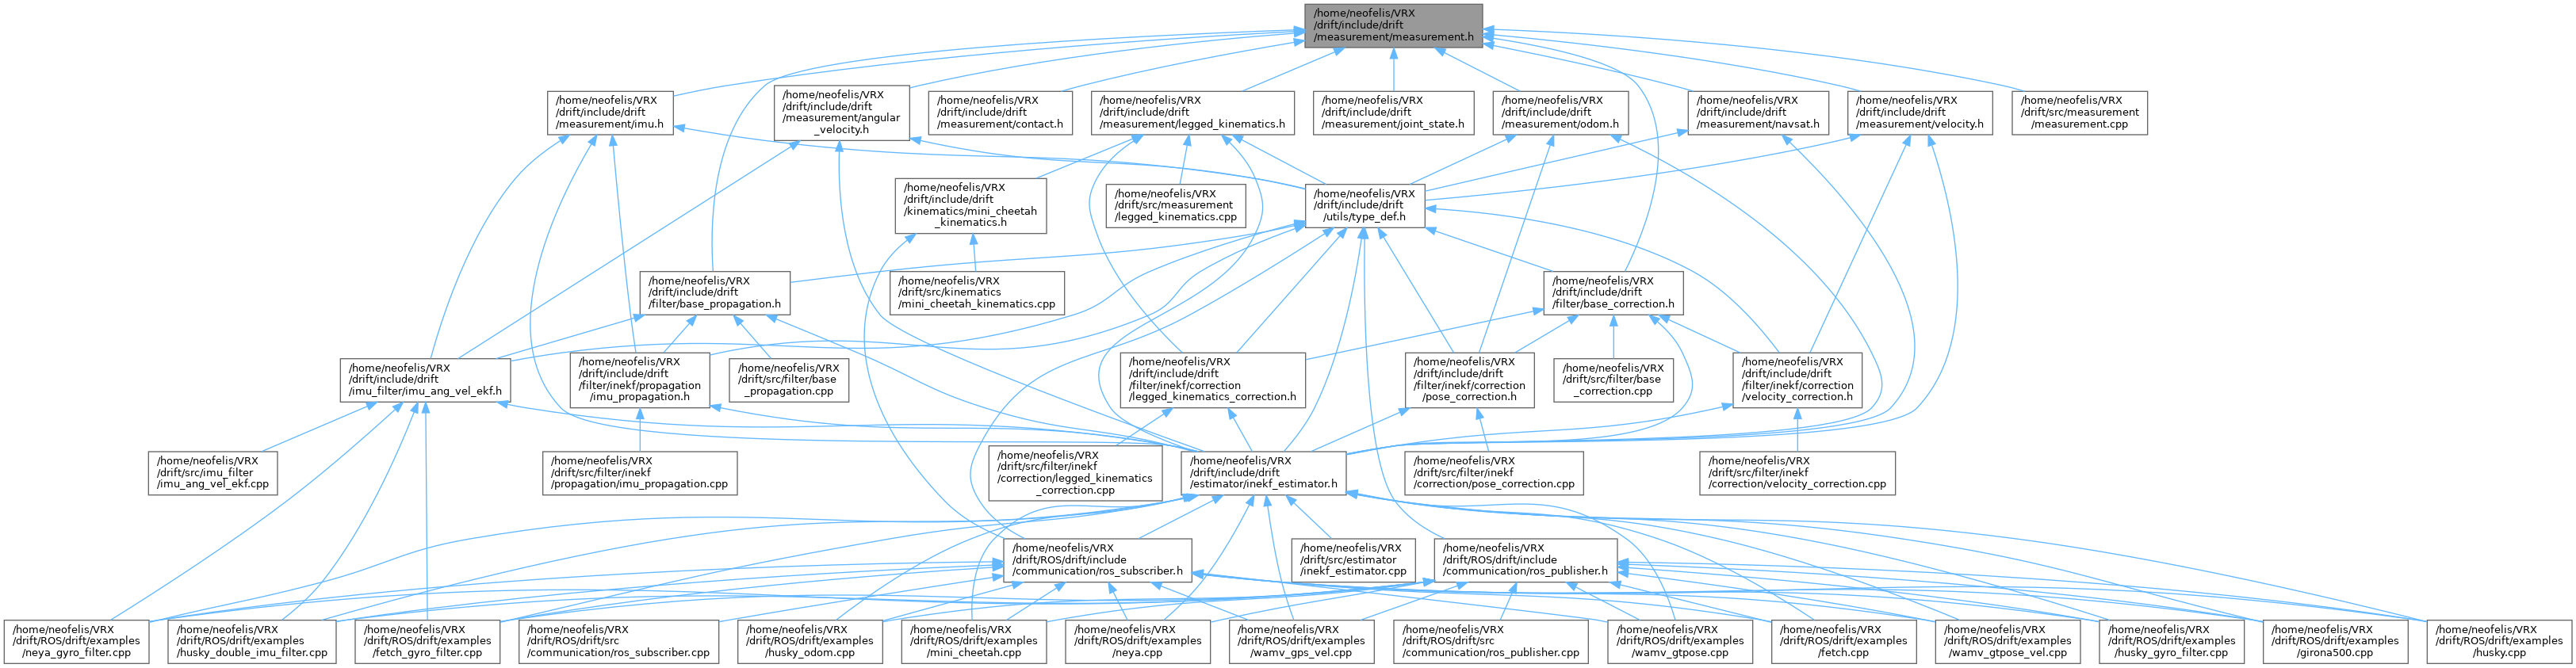 /home/neofelis/VRX
/drift/include/drift
/measurement/measurement.h
/home/neofelis/VRX
/drift/include/drift
/measurement/imu.h
/home/neofelis/VRX
/drift/include/drift
/measurement/angular
_velocity.h
/home/neofelis/VRX
/drift/include/drift
/measurement/contact.h
/home/neofelis/VRX
/drift/include/drift
/measurement/legged_kinematics.h
/home/neofelis/VRX
/drift/include/drift
/measurement/joint_state.h
/home/neofelis/VRX
/drift/include/drift
/measurement/odom.h
/home/neofelis/VRX
/drift/include/drift
/measurement/navsat.h
/home/neofelis/VRX
/drift/include/drift
/measurement/velocity.h
/home/neofelis/VRX
/drift/src/measurement
/measurement.cpp
/home/neofelis/VRX
/drift/include/drift
/kinematics/mini_cheetah
_kinematics.h
/home/neofelis/VRX
/drift/src/measurement
/legged_kinematics.cpp
/home/neofelis/VRX
/drift/include/drift
/utils/type_def.h
/home/neofelis/VRX
/drift/include/drift
/filter/base_propagation.h
/home/neofelis/VRX
/drift/src/kinematics
/mini_cheetah_kinematics.cpp
/home/neofelis/VRX
/drift/include/drift
/filter/base_correction.h
/home/neofelis/VRX
/drift/include/drift
/imu_filter/imu_ang_vel_ekf.h
/home/neofelis/VRX
/drift/include/drift
/filter/inekf/propagation
/imu_propagation.h
/home/neofelis/VRX
/drift/src/filter/base
_propagation.cpp
/home/neofelis/VRX
/drift/include/drift
/filter/inekf/correction
/legged_kinematics_correction.h
/home/neofelis/VRX
/drift/include/drift
/filter/inekf/correction
/pose_correction.h
/home/neofelis/VRX
/drift/src/filter/base
_correction.cpp
/home/neofelis/VRX
/drift/include/drift
/filter/inekf/correction
/velocity_correction.h
/home/neofelis/VRX
/drift/src/imu_filter
/imu_ang_vel_ekf.cpp
/home/neofelis/VRX
/drift/src/filter/inekf
/propagation/imu_propagation.cpp
/home/neofelis/VRX
/drift/src/filter/inekf
/correction/legged_kinematics
_correction.cpp
/home/neofelis/VRX
/drift/include/drift
/estimator/inekf_estimator.h
/home/neofelis/VRX
/drift/src/filter/inekf
/correction/pose_correction.cpp
/home/neofelis/VRX
/drift/src/filter/inekf
/correction/velocity_correction.cpp
/home/neofelis/VRX
/drift/ROS/drift/include
/communication/ros_subscriber.h
/home/neofelis/VRX
/drift/src/estimator
/inekf_estimator.cpp
/home/neofelis/VRX
/drift/ROS/drift/include
/communication/ros_publisher.h
/home/neofelis/VRX
/drift/ROS/drift/examples
/neya_gyro_filter.cpp
/home/neofelis/VRX
/drift/ROS/drift/examples
/husky_double_imu_filter.cpp
/home/neofelis/VRX
/drift/ROS/drift/examples
/fetch_gyro_filter.cpp
/home/neofelis/VRX
/drift/ROS/drift/src
/communication/ros_subscriber.cpp
/home/neofelis/VRX
/drift/ROS/drift/examples
/husky_odom.cpp
/home/neofelis/VRX
/drift/ROS/drift/examples
/mini_cheetah.cpp
/home/neofelis/VRX
/drift/ROS/drift/examples
/neya.cpp
/home/neofelis/VRX
/drift/ROS/drift/examples
/wamv_gps_vel.cpp
/home/neofelis/VRX
/drift/ROS/drift/src
/communication/ros_publisher.cpp
/home/neofelis/VRX
/drift/ROS/drift/examples
/wamv_gtpose.cpp
/home/neofelis/VRX
/drift/ROS/drift/examples
/fetch.cpp
/home/neofelis/VRX
/drift/ROS/drift/examples
/wamv_gtpose_vel.cpp
/home/neofelis/VRX
/drift/ROS/drift/examples
/husky_gyro_filter.cpp
/home/neofelis/VRX
/drift/ROS/drift/examples
/girona500.cpp
/home/neofelis/VRX
/drift/ROS/drift/examples
/husky.cpp